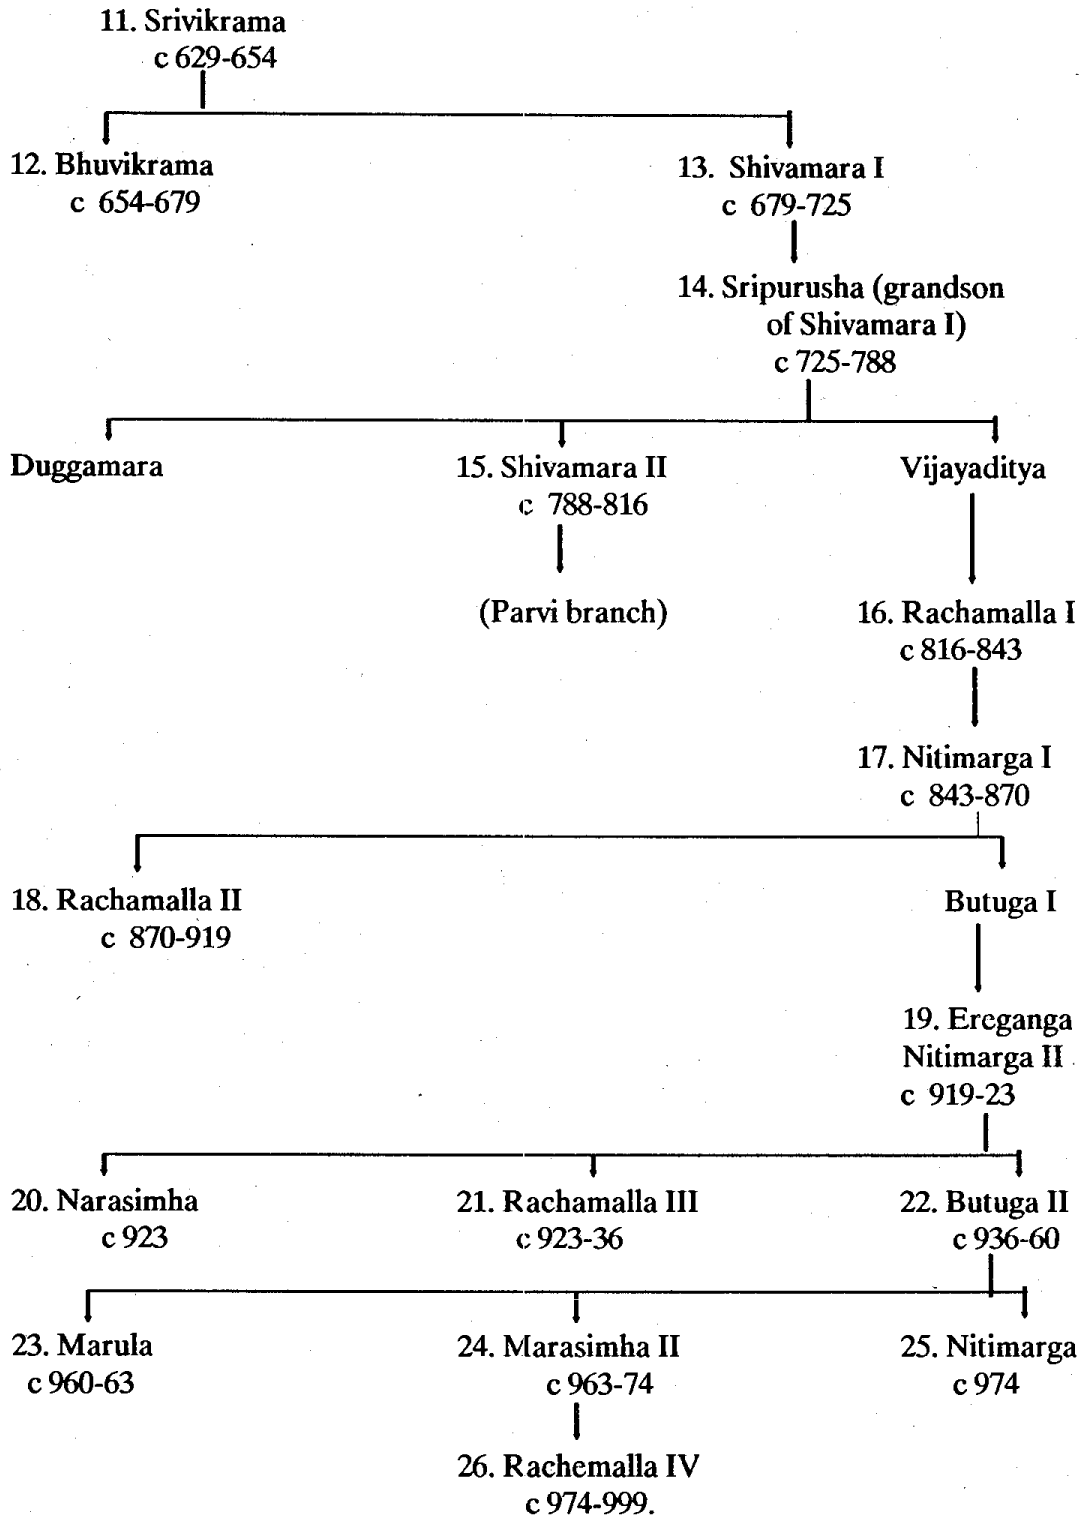 11. Srivikrama
c 629-654
12. Bhuvikrama
c 654-679
13. Shivamara I
c 679-725
14. Sripurusha (grandson
of Shivamara I)
c 725-788
Duggamara
15. Shivamara II
c 788-816
(Parvi branch)
Vijayaditya
16. Rachamalla I
c 816-843
17. Nitimarga I
c 843-870
18. Rachamalla II
c 870-919
Butuga I
19. Ereganga
Nitimarga II
c 919-23
20. Narasimha
c 923
21. Rachamalla III
c 923-36
22. Butuga II
c 936-60
23. Marula
c 960-63
24. Marasimha II
c 963-74
25. Nitimarga
c 974
26. Rachemalla IV
c 974-999.